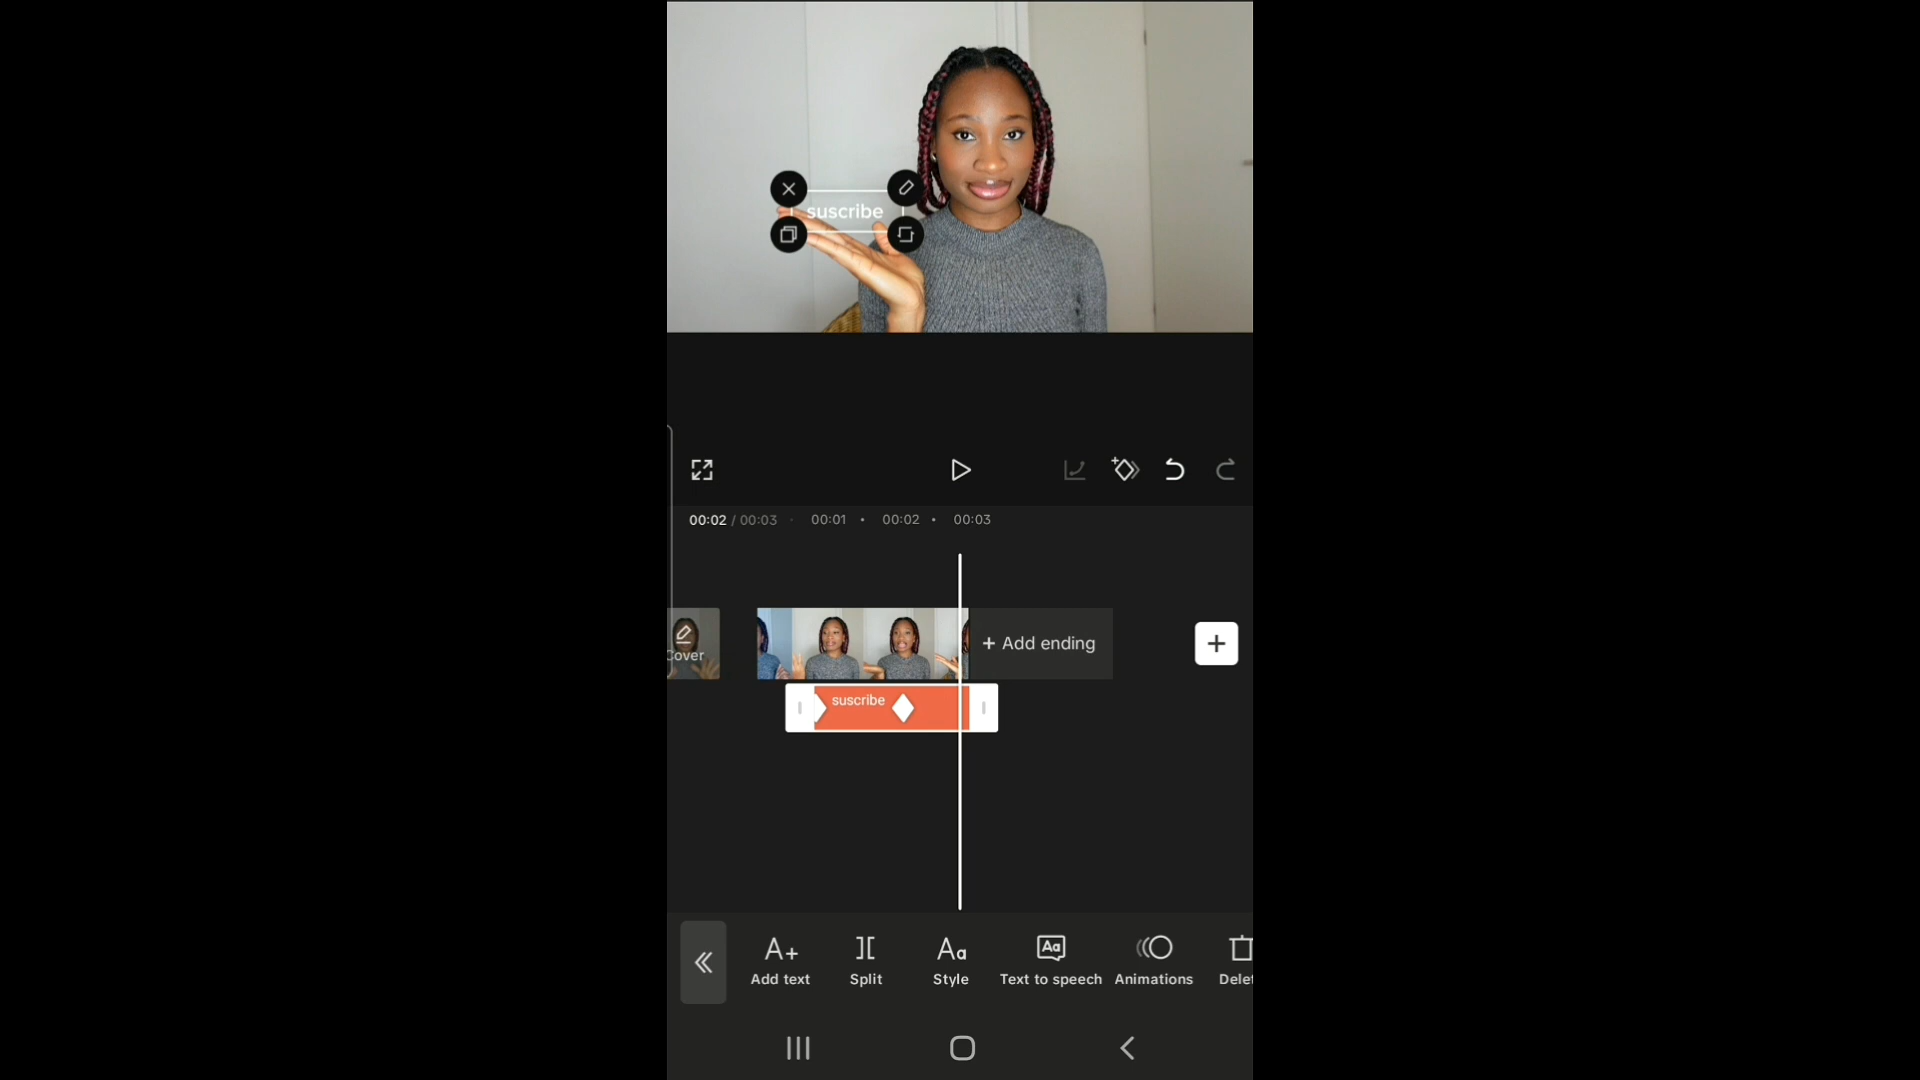 suscribe
00:02 / 00:03
00:01
00:02
00:03
Cover
+ Add ending
suscribe
Add text
Split
Style
Text to speech
Animations
Delet